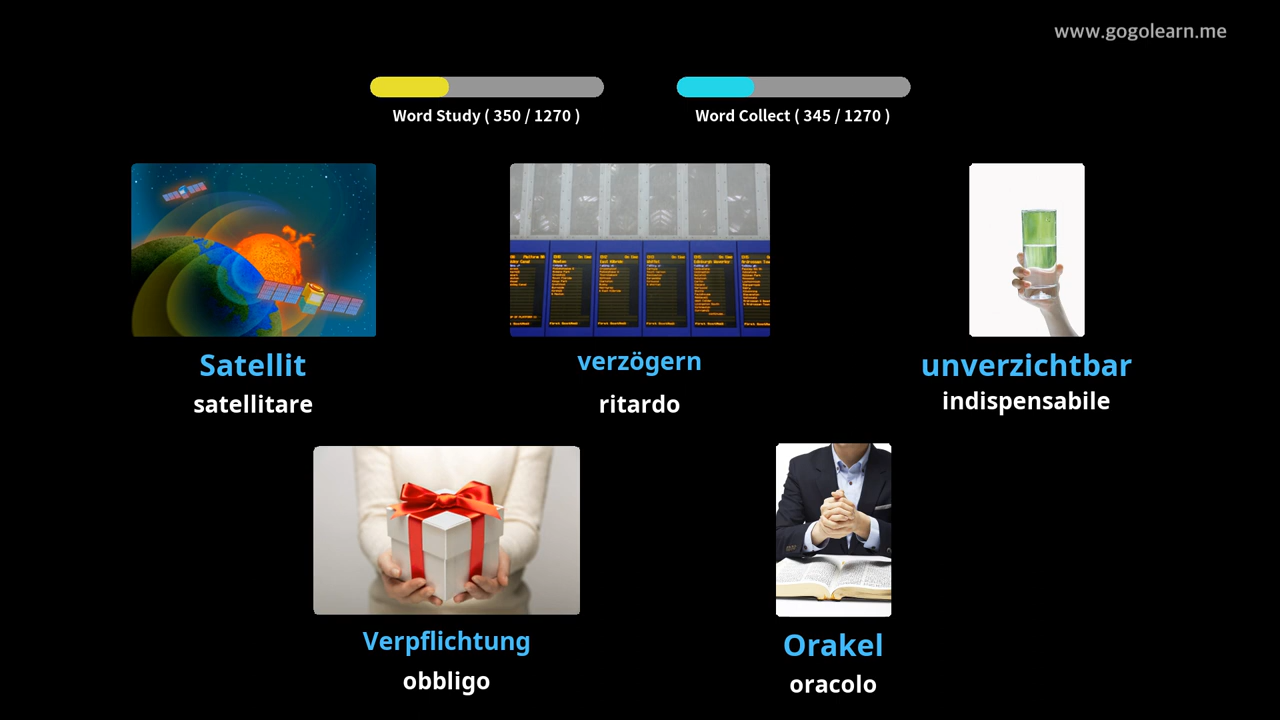 www.gogolearn.me
Word Study ( 350 / 1270 )
Word Collect ( 345 / 1270 )
Satellit
satellitare
verzögern
ritardo
unverzichtbar
indispensabile
Verpflichtung
obbligo
Orakel
oracolo